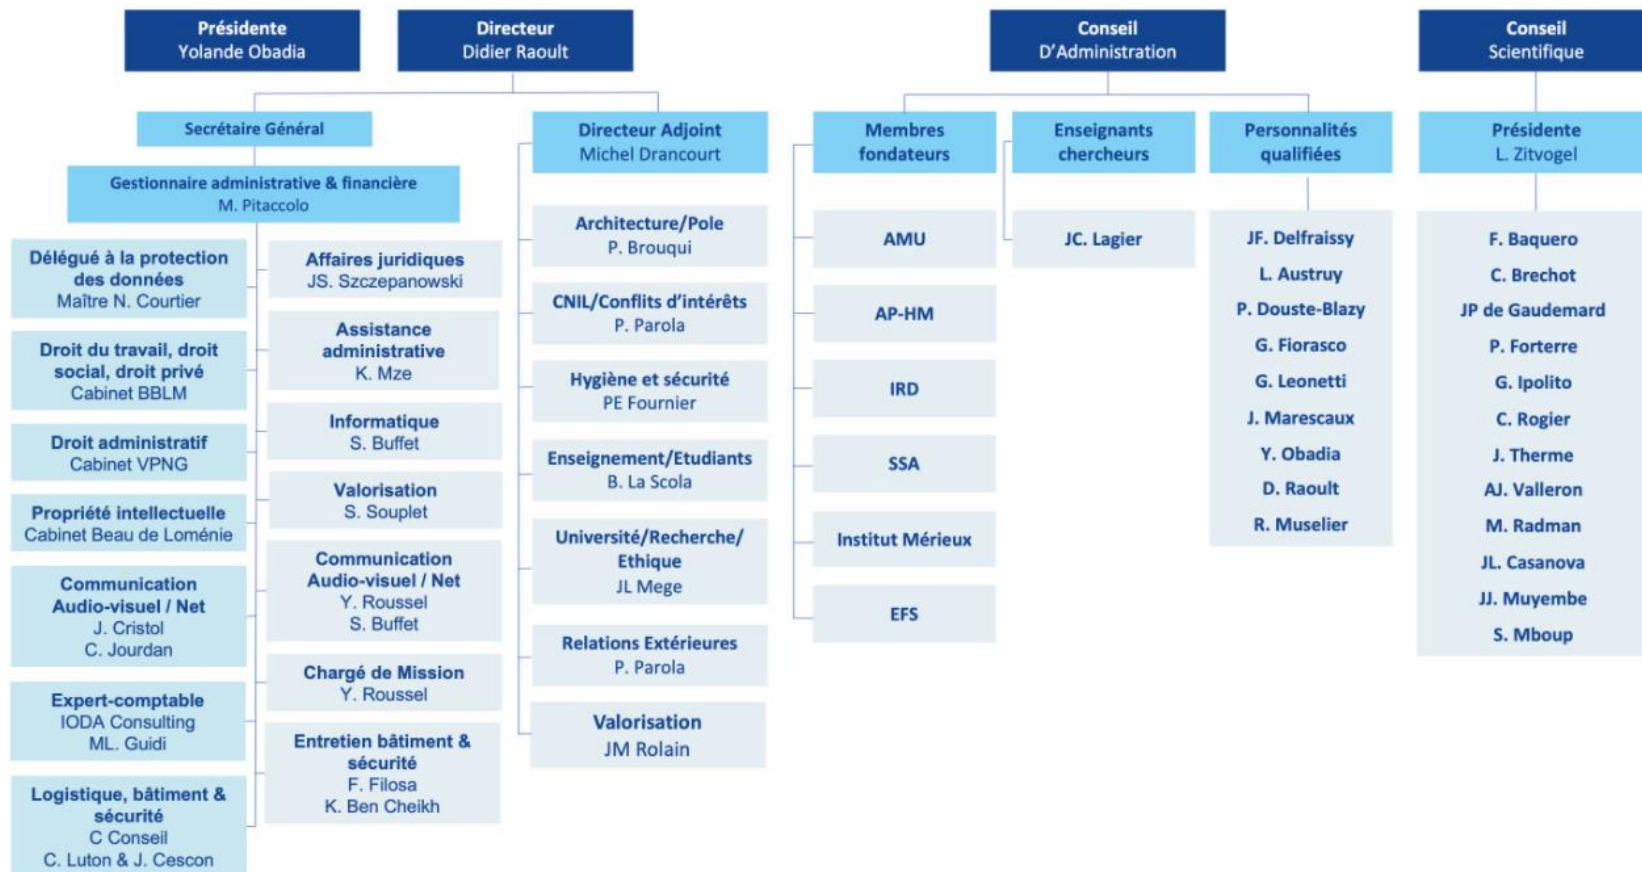 Présidente
Yolande Obadia
Directeur
Didier Raoult
Conseil
D'Administration
Conseil
Scientifique
Secrétaire Général
Gestionnaire administrative & financière
M. Pitaccolo
Délégué à la protection
des données
Maître N. Courtier
Droit du travail, droit
social, droit privé
Cabinet BBLM
Droit administratif
Cabinet VPNG
Propriété intellectuelle
Cabinet Beau de Loménie
Communication
Audio-visuel / Net
J. Cristol
C. Jourdan
Expert-comptable
IODA Consulting
ML. Guidi
Logistique, bâtiment &
sécurité
C Conseil
C. Luton & J. Cescon
Affaires juridiques
JS. Szczepanowski
Assistance
administrative
K. Mze
Informatique
S. Buffet
Valorisation
S. Souplet
Communication
Audio-visuel / Net
Y. Roussel
S. Buffet
Chargé de Mission
Y. Roussel
Entretien bâtiment &
sécurité
F. Filosa
K. Ben Cheikh
Directeur Adjoint
Michel Drancourt
Architecture/Pole
P. Brouqui
CNIL/Conflits d'intérêts
P. Parola
Hygiène et sécurité
PE Fournier
Enseignement/Etudiants
B. La Scola
Université/Recherche/
Ethique
JL Mege
Relations Extérieures
P. Parola
Valorisation
JM Rolain
Membres
fondateurs
AMU
AP-HM
IRD
SSA
Institut Mérieux
EFS
Enseignants
chercheurs
JC. Lagier
Personnalités
qualifiées
JF. Delfraissy
L. Austruy
P. Douste-Blazy
G. Fiorasco
G. Leonetti
J. Marescaux
Y. Obadia
D. Raoult
R. Muselier
Présidente
L. Zitvogel
F. Baquero
C. Brechot
JP de Gaudemard
P. Forterre
G. Ipolito
C. Rogier
J. Therme
AJ. Valleron
M. Radman
JL. Casanova
JJ. Muyembe
S. Mboup